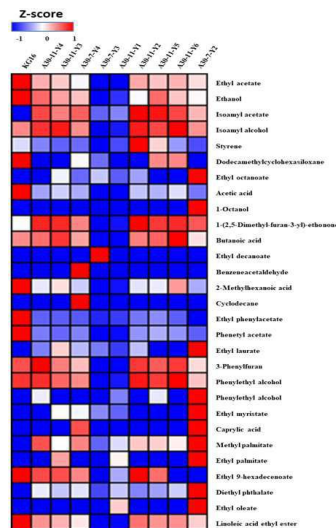 Z-score
-1 0 1
KG16
A30-11-Y4
A30-11-Y3
A30-7-Y4
A30-7-Y3
A30-11-Y1
A30-11-Y2
A30-11-Y5
A30-11-Y6
A30-7-Y2
Ethyl acetate
Ethanol
Isoamyl acetate
Isoamyl alcohol
Styrene
Dodecamethylcyclohexasiloxane
Ethyl octanoate
Acetic acid
1-Octanol
1-(2,5-Dimethyl-furan-3-yl)-ethonone
Butanoic acid
Ethyl decanoate
Benzeneacetaldehyde
2-Methylhexanoic acid
Cyclodecane
Ethyl phenylacetate
Phenetyl acetate
Ethyl laurate
3-Phenylfuran
Phenylethyl alcohol
Phenylethyl alcohol
Ethyl myristate
Caprylic acid
Methyl palmitate
Ethyl palmitate
Ethyl 9-hexadecenoate
Diethyl phthalate
Ethyl oleate
Linoleic acid ethyl ester